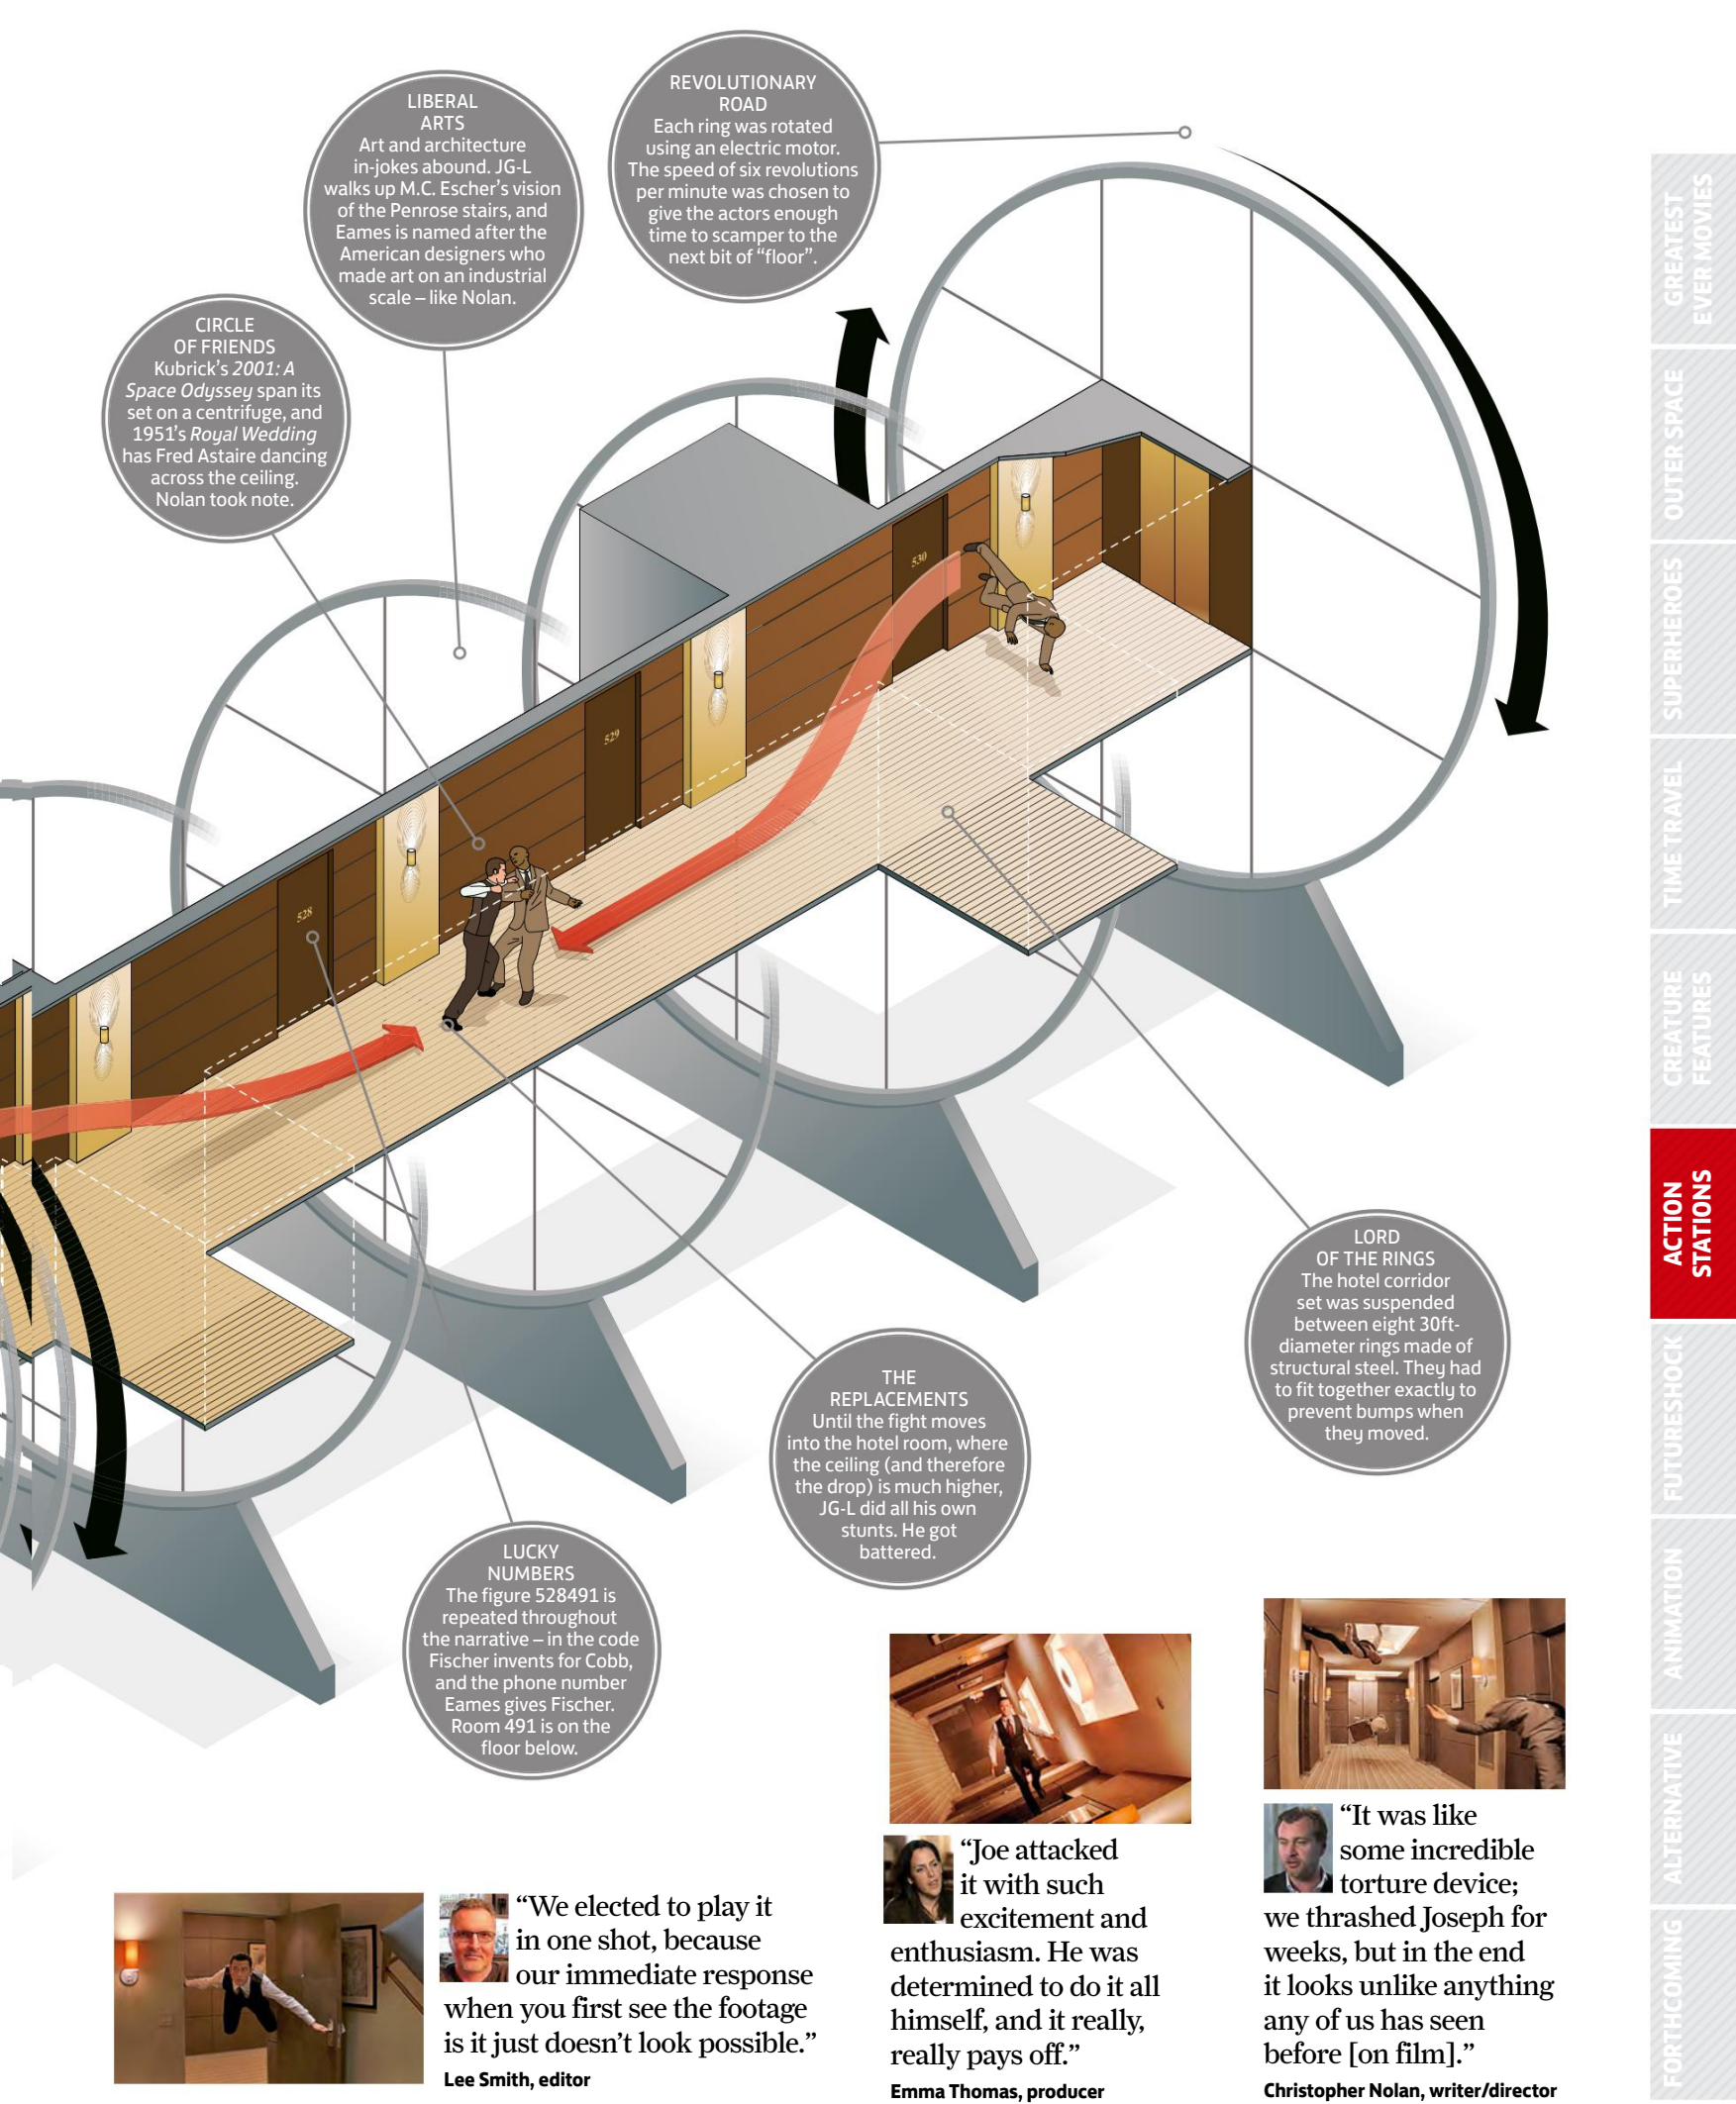 REVOLUTIONARY
ROAD
Each ring was rotated
using an electric motor.
The speed of six revolutions
per minute was chosen to
give the actors enough
time to scamper to the
next bit of “floor”.
LIBERAL
ARTS
Art and architecture
in-jokes abound. JG-L
walks up M.C. Escher’s vision
of the Penrose stairs, and
Eames is named after the
American designers who
made art on an industrial
scale – like Nolan.
CIRCLE
OF FRIENDS
Kubrick’s 2001: A
Space Odyssey span its
set on a centrifuge, and
1951’s Royal Wedding
has Fred Astaire dancing
across the ceiling.
Nolan took note.
530
529
528
LORD
OF THE RINGS
The hotel corridor
set was suspended
between eight 30ft-
diameter rings made of
structural steel. They had
to fit together exactly to
prevent bumps when
they moved.
THE
REPLACEMENTS
Until the fight moves
into the hotel room, where
the ceiling (and therefore
the drop) is much higher,
JG-L did all his own
stunts. He got
battered.
LUCKY
NUMBERS
The figure 528491 is
repeated throughout
the narrative – in the code
Fischer invents for Cobb,
and the phone number
Eames gives Fischer.
Room 491 is on the
floor below.
“We elected to play it
in one shot, because
our immediate response
when you first see the footage
is it just doesn’t look possible.”
Lee Smith, editor
“Joe attacked
it with such
excitement and
enthusiasm. He was
determined to do it all
himself, and it really,
really pays off.”
Emma Thomas, producer
“It was like
some incredible
torture device;
we thrashed Joseph for
weeks, but in the end
it looks unlike anything
any of us has seen
before [on film].”
Christopher Nolan, writer/director
GREATEST
EVER MOVIES
OUTER SPACE
SUPERHEROES
TIME TRAVEL
CREATURE
FEATURES
ACTION
STATIONS
FUTURESHOCK
ANIMATION
ALTERNATIVE
FORTHCOMING